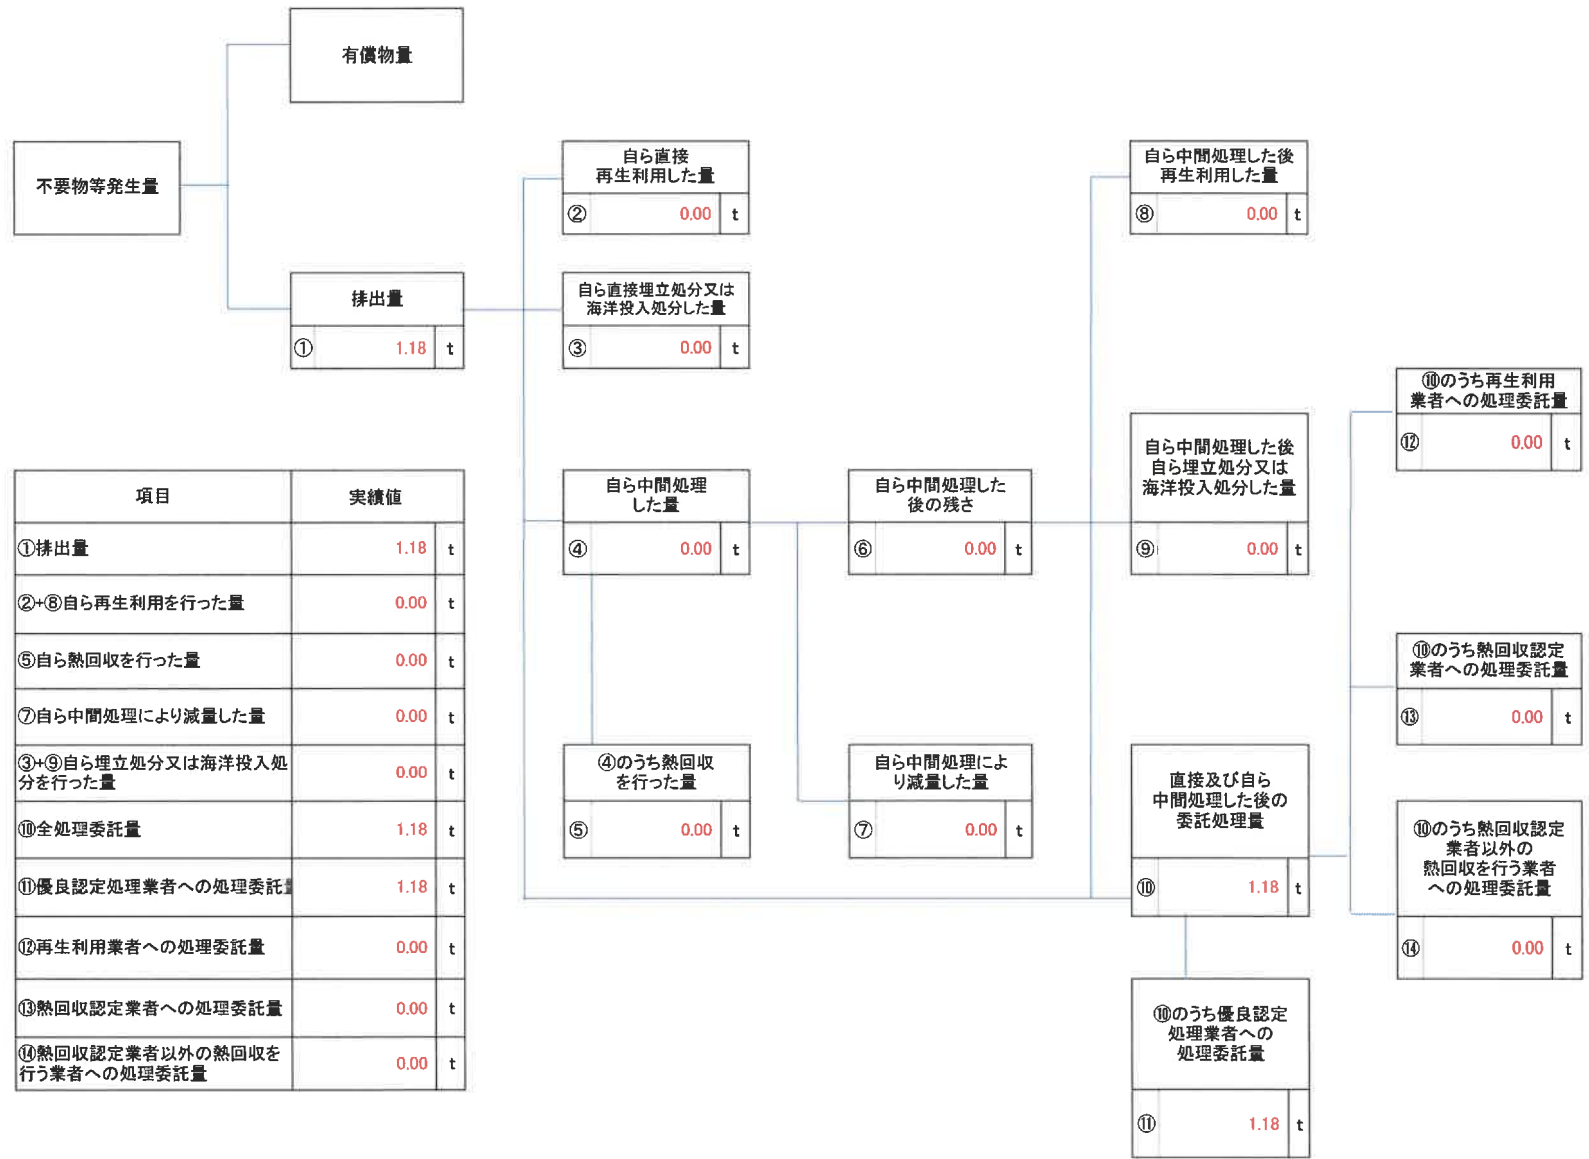 有償物量
不要物等発生量
排出量
① 1.18 t
自ら直接
再生利用した量
② 0.00 t
自ら直接埋立処分又は
海洋投入処分した量
③ 0.00 t
自ら中間処理
した量
④ 0.00 t
④のうち熱回収
を行った量
⑤ 0.00 t
自ら中間処理した
後の残さ
⑥ 0.00 t
自ら中間処理によ
り減量した量
⑦ 0.00 t
自ら中間処理した後
再生利用した量
⑧ 0.00 t
自ら中間処理した後
自ら埋立処分又は
海洋投入処分した量
⑨ 0.00 t
直接及び自ら
中間処理した後の
委託処理量
⑩ 1.18 t
⑩のうち優良認定
処理業者への
処理委託量
⑪ 1.18 t
⑩のうち再生利用
業者への処理委託量
⑫ 0.00 t
⑩のうち熱回収認定
業者への処理委託量
⑬ 0.00 t
⑩のうち熱回収認定
業者以外の
熱回収を行う業者
への処理委託量
⑭ 0.00 t
項目 実績値
①排出量 1.18 t
②+⑧自ら再生利用を行った量 0.00 t
⑤自ら熱回収を行った量 0.00 t
⑦自ら中間処理により減量した量 0.00 t
③+⑨自ら埋立処分又は海洋投入処
分を行った量 0.00 t
⑩全処理委託量 1.18 t
⑪優良認定処理業者への処理委託量 1.18 t
⑫再生利用業者への処理委託量 0.00 t
⑬熱回収認定業者への処理委託量 0.00 t
⑭熱回収認定業者以外の熱回収を
行う業者への処理委託量 0.00 t